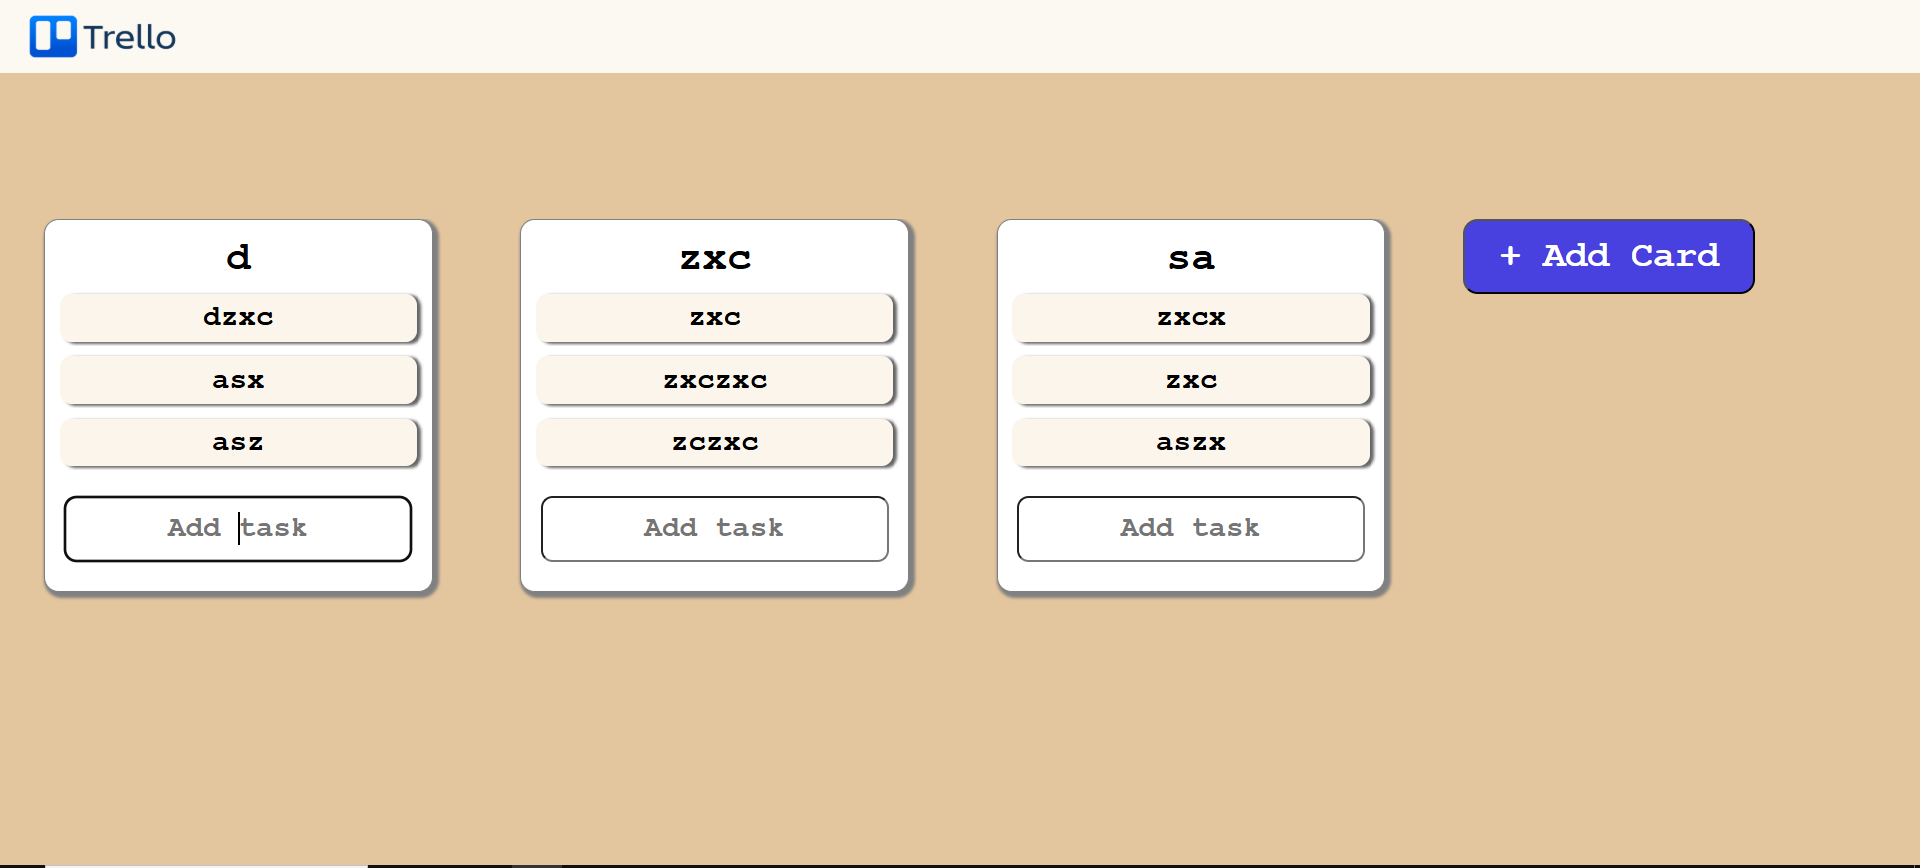 Trello
d
dzxc
asx
asz
Add task
zxc
zxc
zxczxc
zczxc
Add task
sa
zxcx
zxc
aszx
Add task
+ Add Card